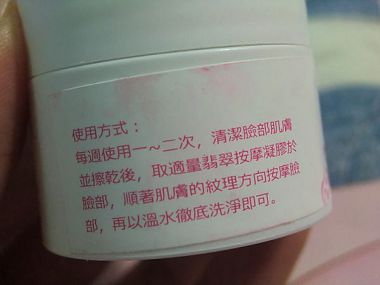 使用方式：
每週使用一~二次，清潔臉部肌膚
並擦乾後，取適量翡翠按摩凝膠於
臉部，順著肌膚的紋理方向按摩臉
部，再以溫水徹底洗淨即可。